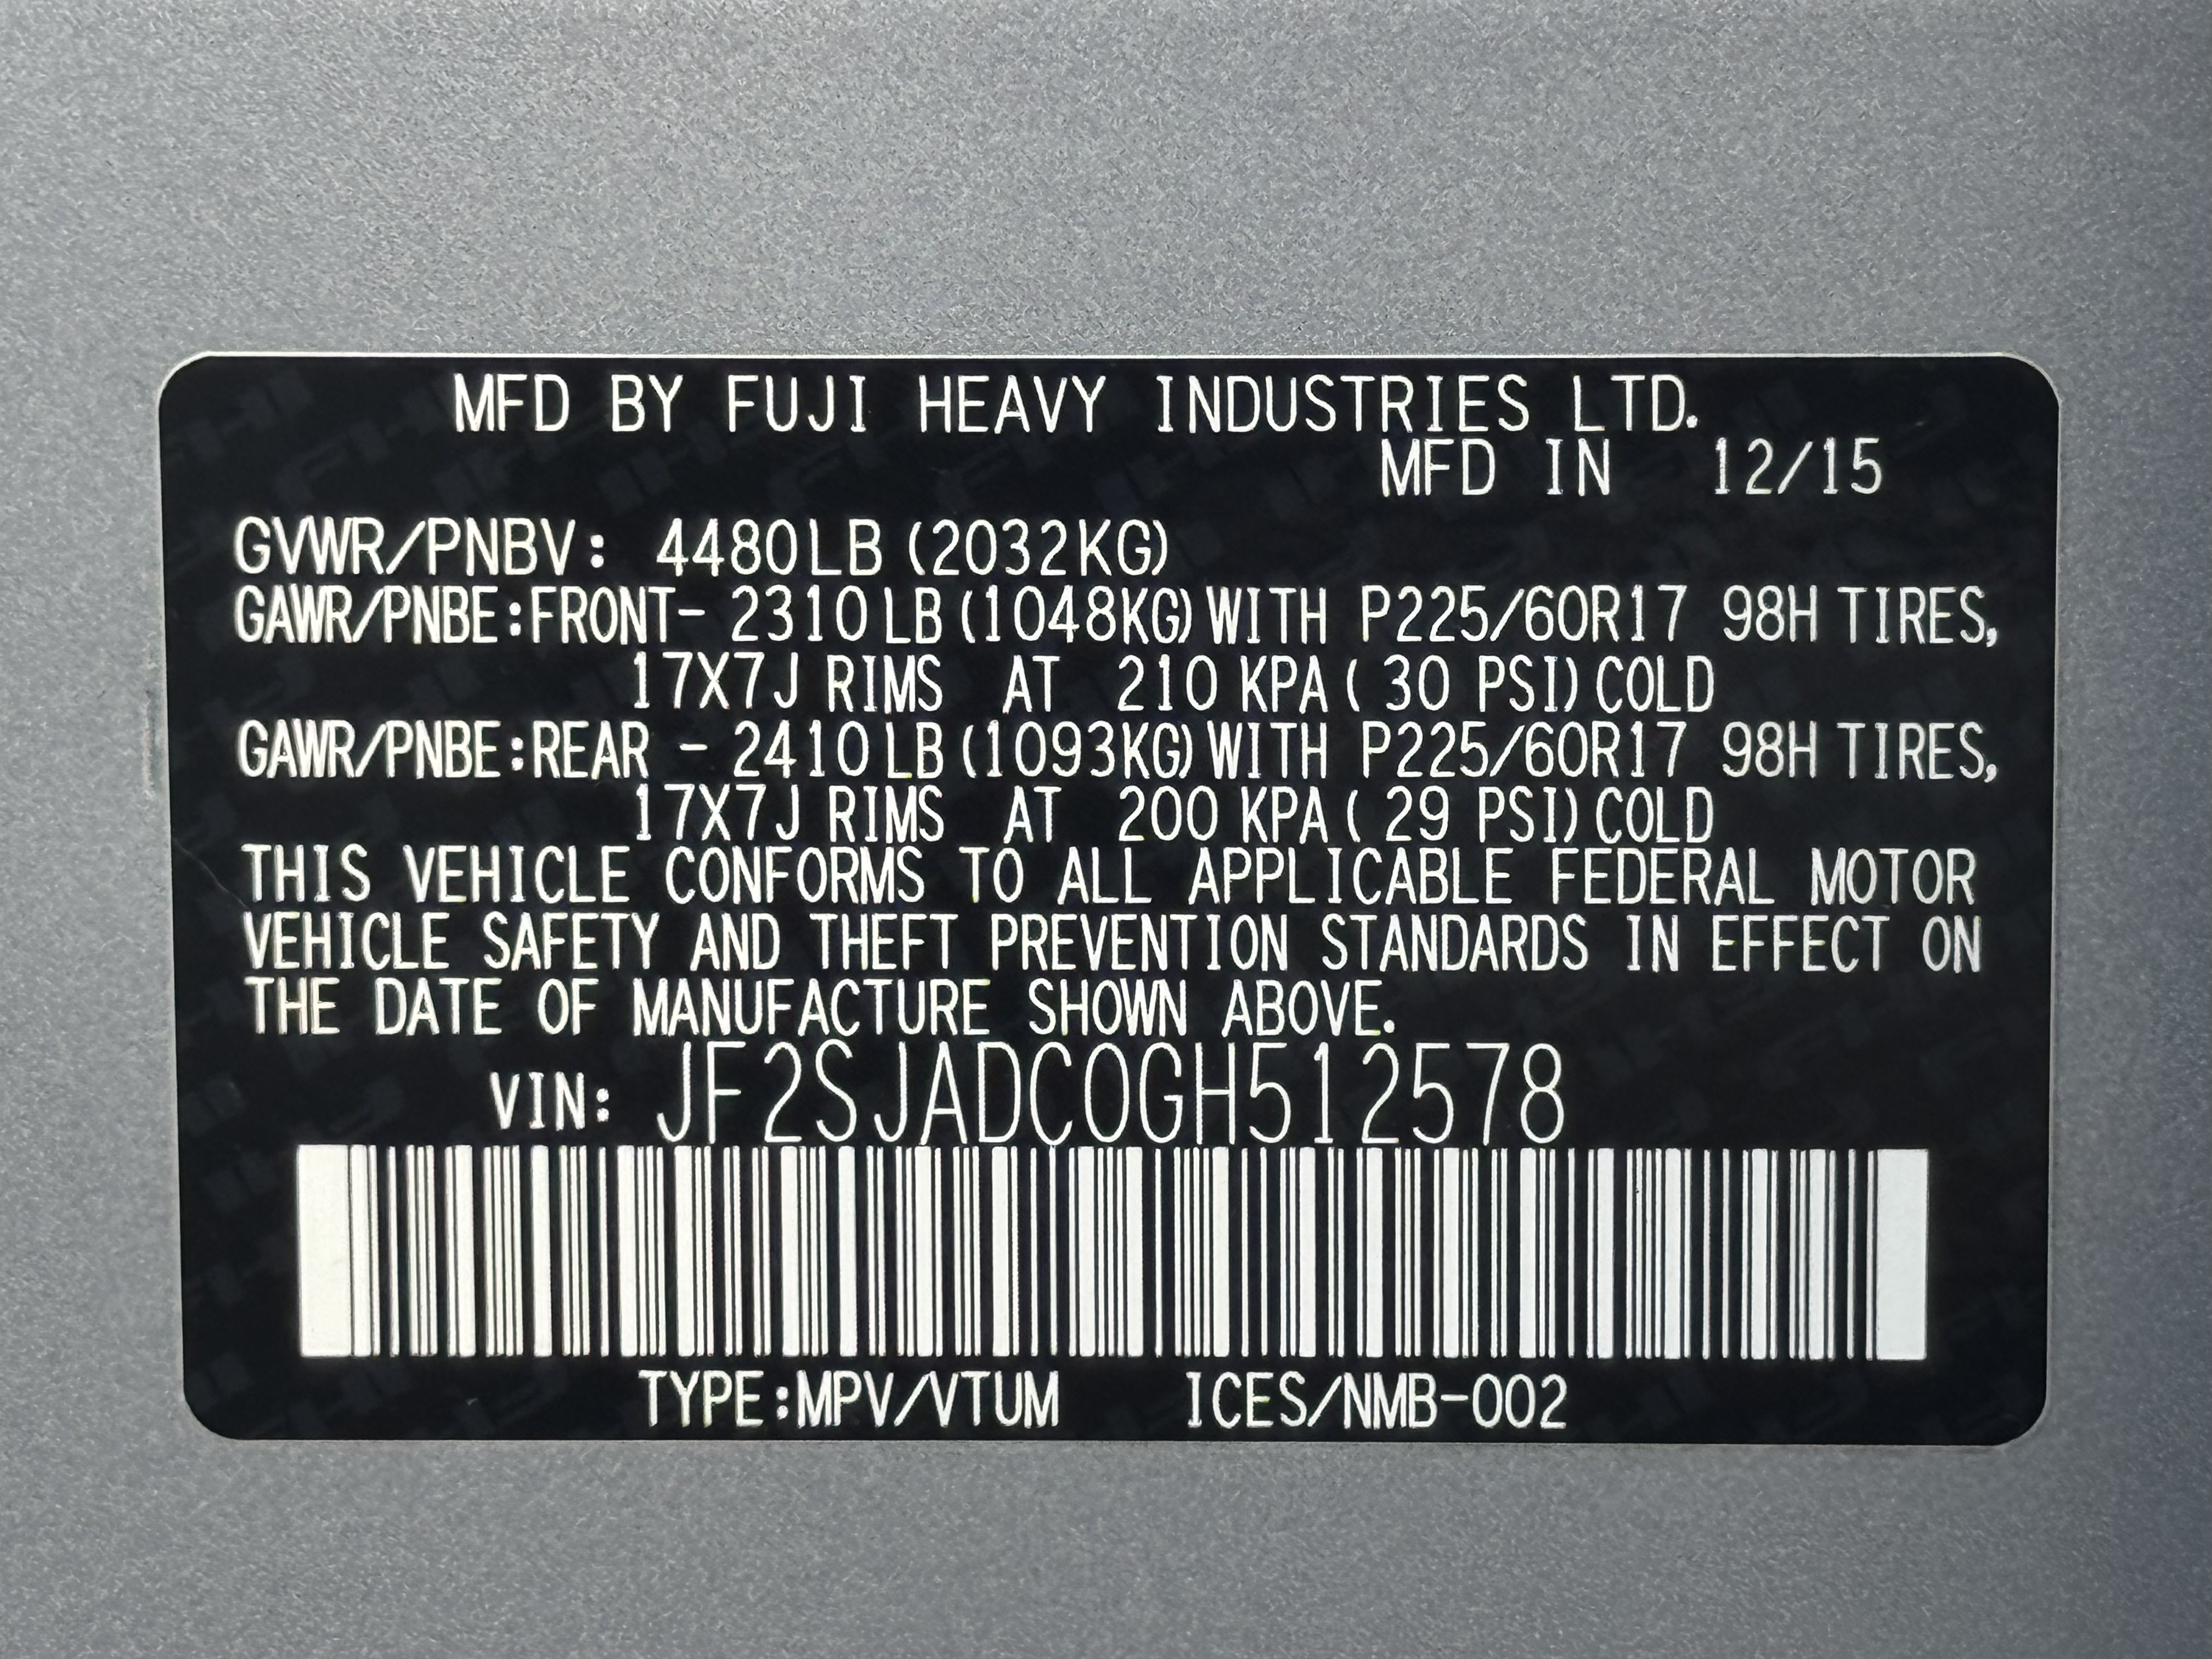 MFD BY FUJI HEAVY INDUSTRIES LTD.
MFD IN 12/15
GVWR/PNBV: 4480LB (2032KG)
GAWR/PNBE:FRONT- 2310LB(1048KG)WITH P225/60R17 98H TIRES,
17X7J RIMS AT 210 KPA( 30 PSI)COLD
GAWR/PNBE:REAR - 2410LB(1093KG)WITH P225/60R17 98H TIRES,
17X7J RIMS AT 200 KPA( 29 PSI)COLD
THIS VEHICLE CONFORMS TO ALL APPLICABLE FEDERAL MOTOR
VEHICLE SAFETY AND THEFT PREVENTION STANDARDS IN EFFECT ON
THE DATE OF MANUFACTURE SHOWN ABOVE.
VIN: JF2SJADC0GH512578
TYPE:MPV/VTUM ICES/NMB-002